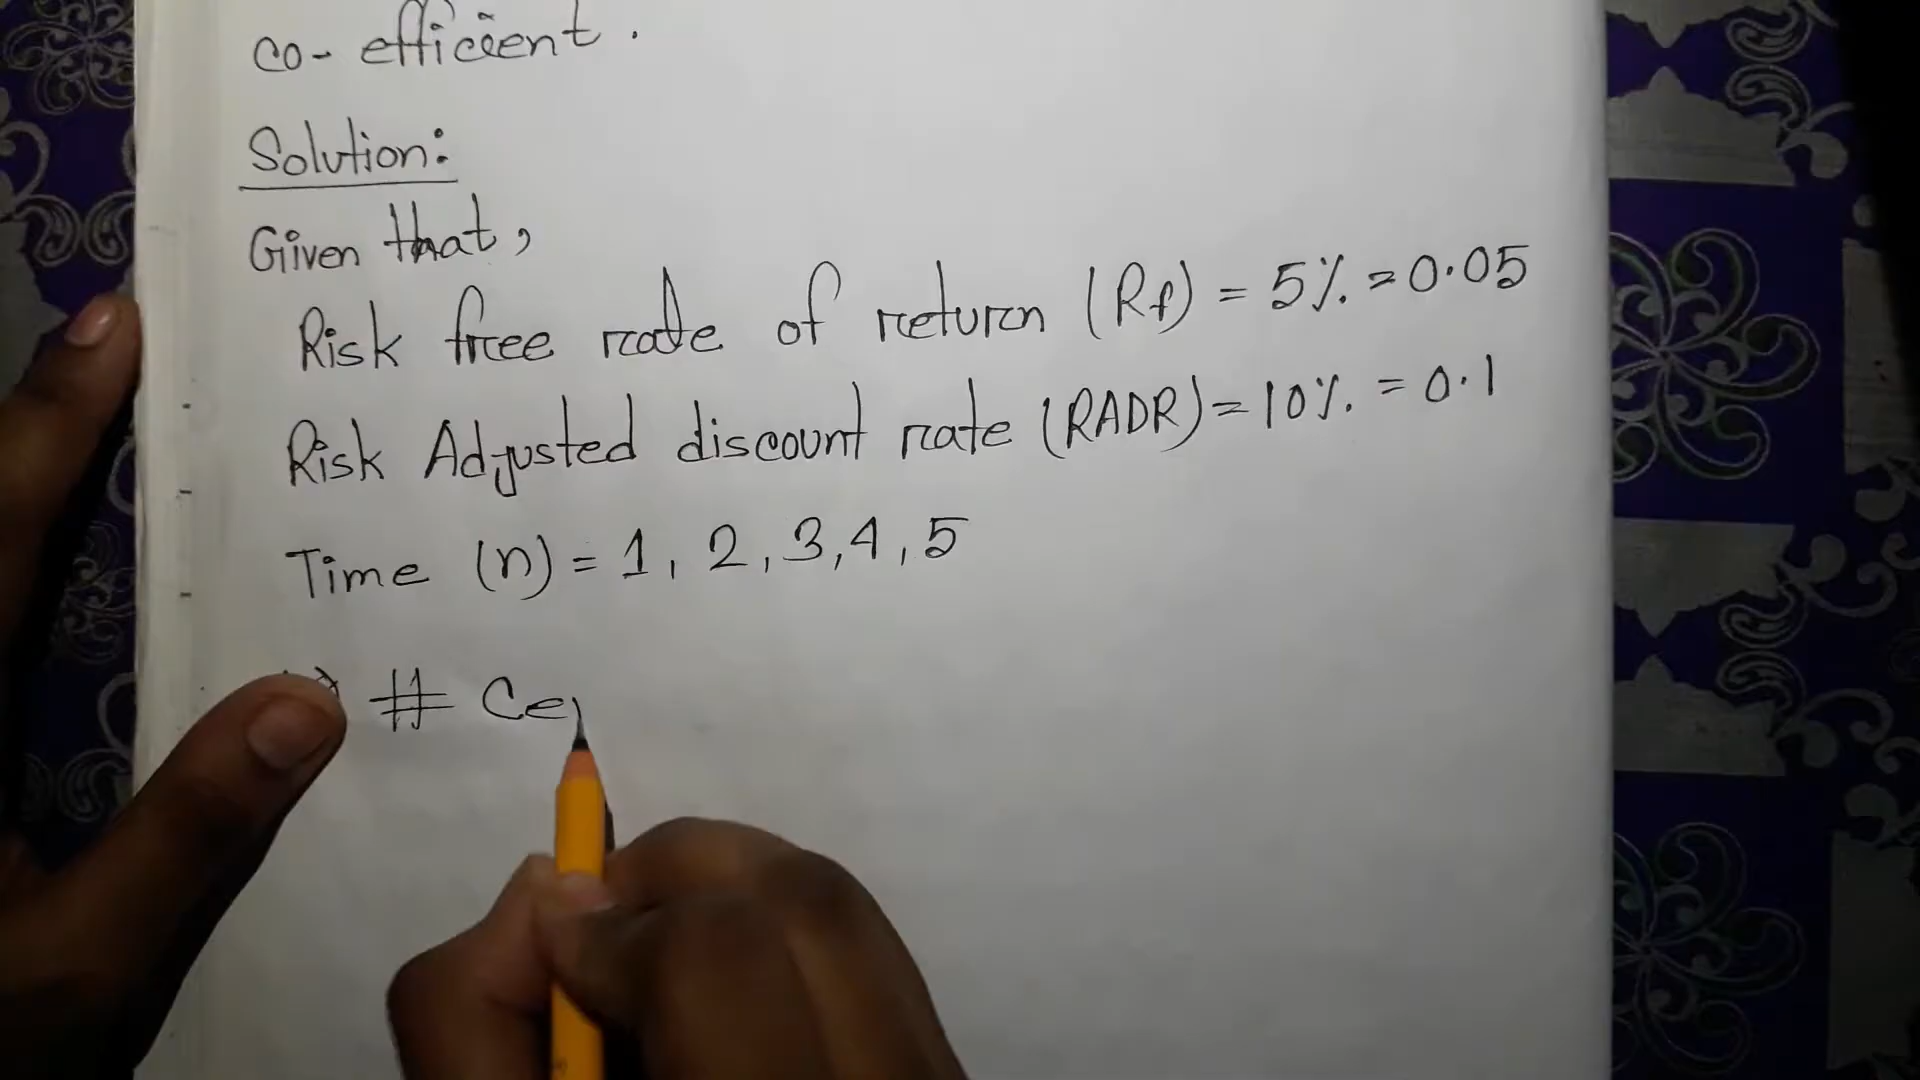 co-efficient.
Solution:
Given that,
Risk free rate of return (Rf) = 5% = 0.05
Risk Adjusted discount rate (RADR) = 10% = 0.1
Time (n) = 1, 2, 3, 4, 5
# Cer